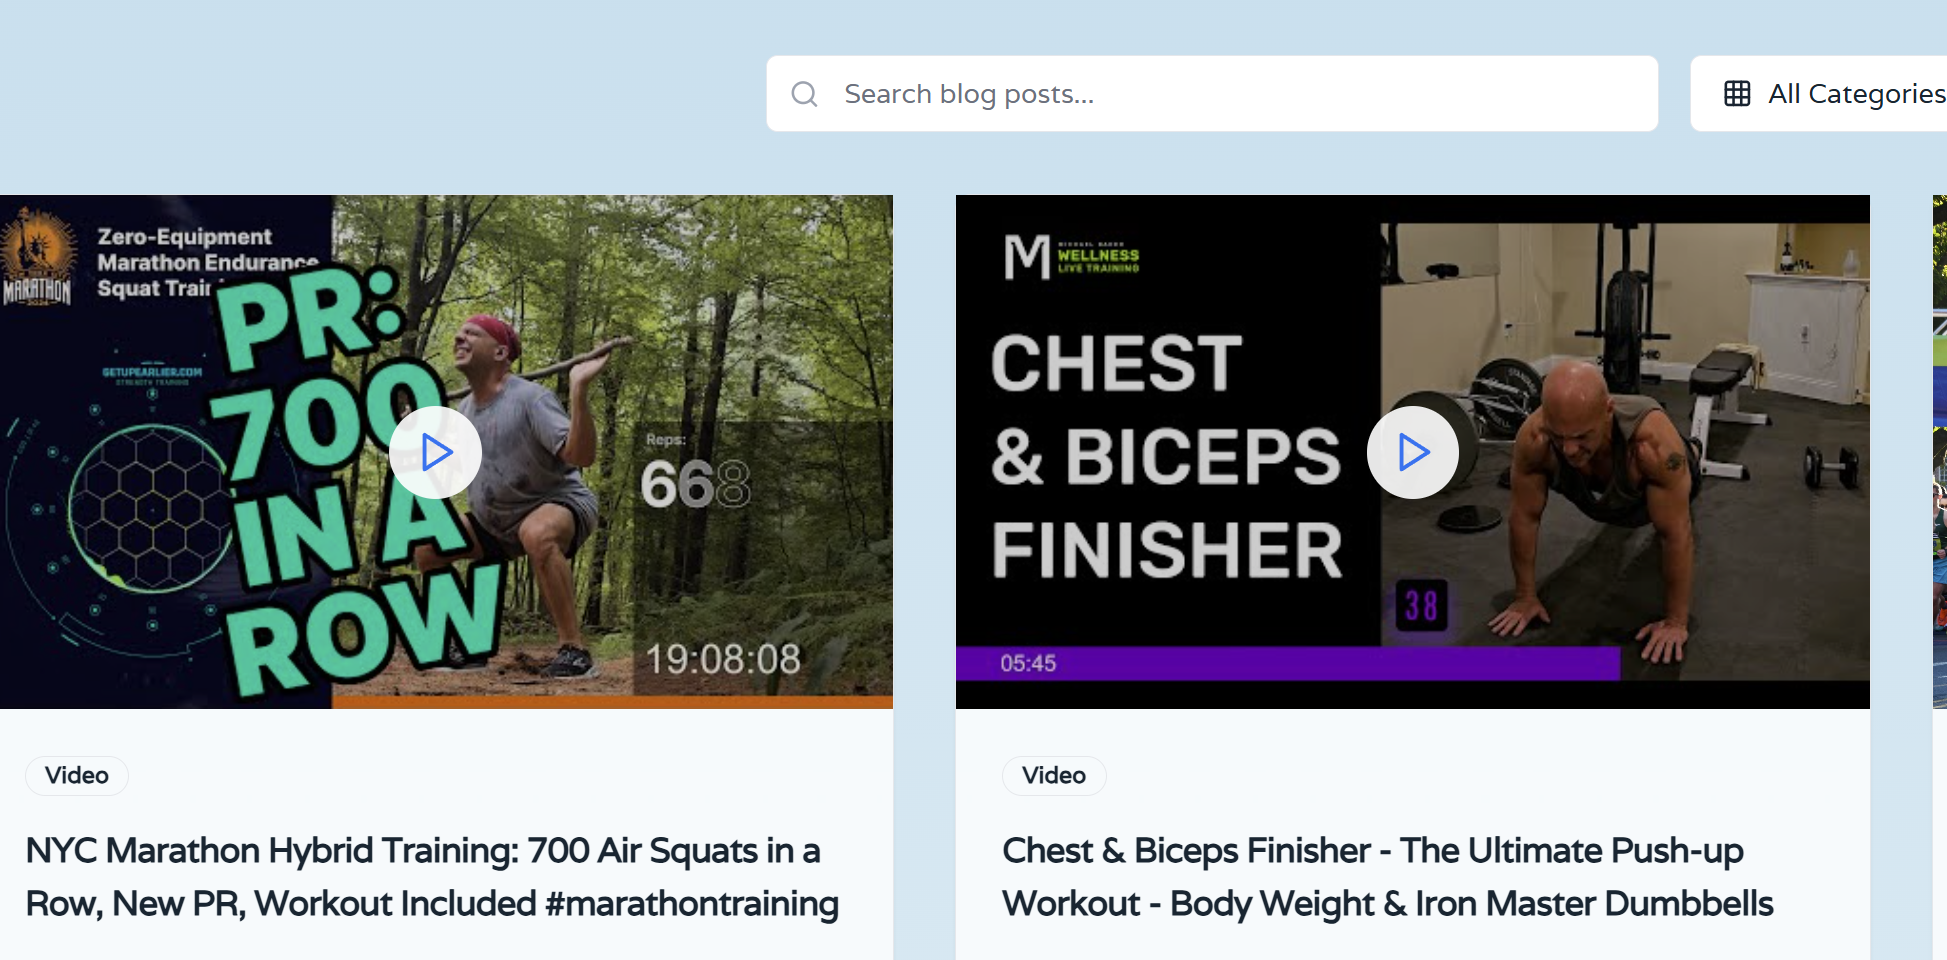 Search blog posts...
All Categories
MARATHON
2024
Zero-Equipment
Marathon Endurance
Squat Trai
GETUPEARLIER.COM
STRENGTH TRAINING
PR:
700
IN A
ROW
Reps:
668
19:08:08
M
WELLNESS
LIVE TRAINING
CHEST
& BICEPS
FINISHER
38
05:45
Video
NYC Marathon Hybrid Training: 700 Air Squats in a
Row, New PR, Workout Included #marathontraining
Video
Chest & Biceps Finisher - The Ultimate Push-up
Workout - Body Weight & Iron Master Dumbbells